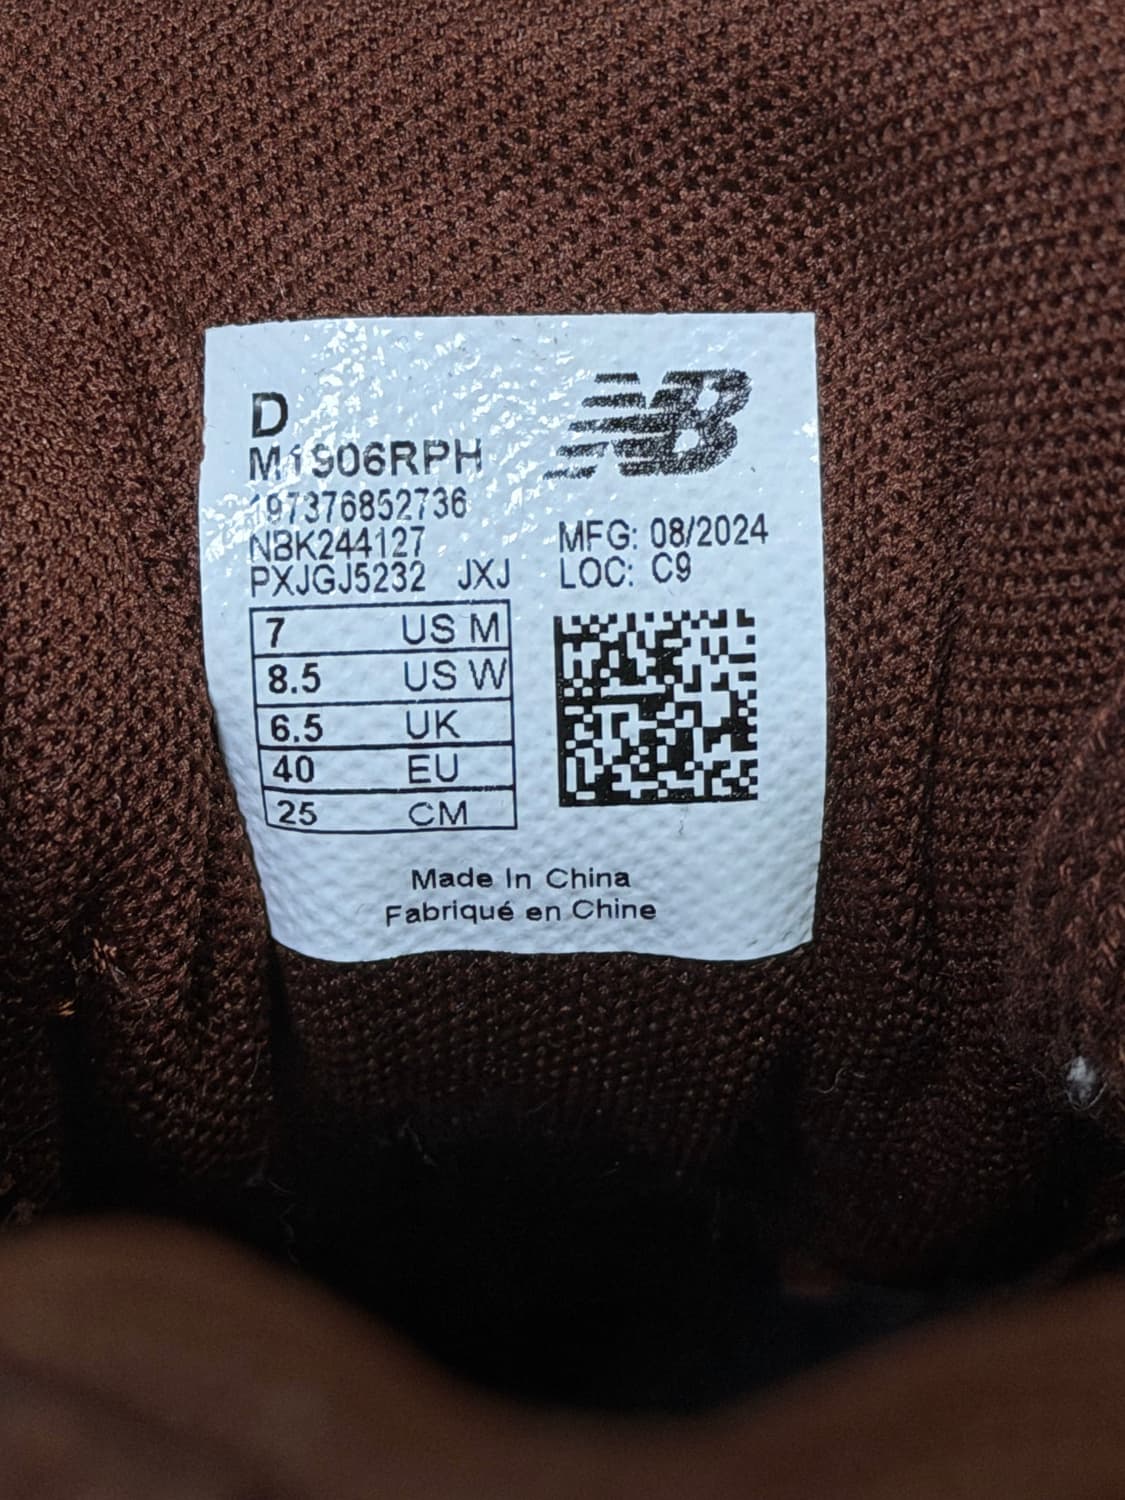 D
M1906RPH
197376852736
NBK244127
PXJGJ5232 JXJ
NB
MFG: 08/2024
LOC: C9
7 US M
8.5 US W
6.5 UK
40 EU
25 CM
Made In China
Fabriqué en Chine